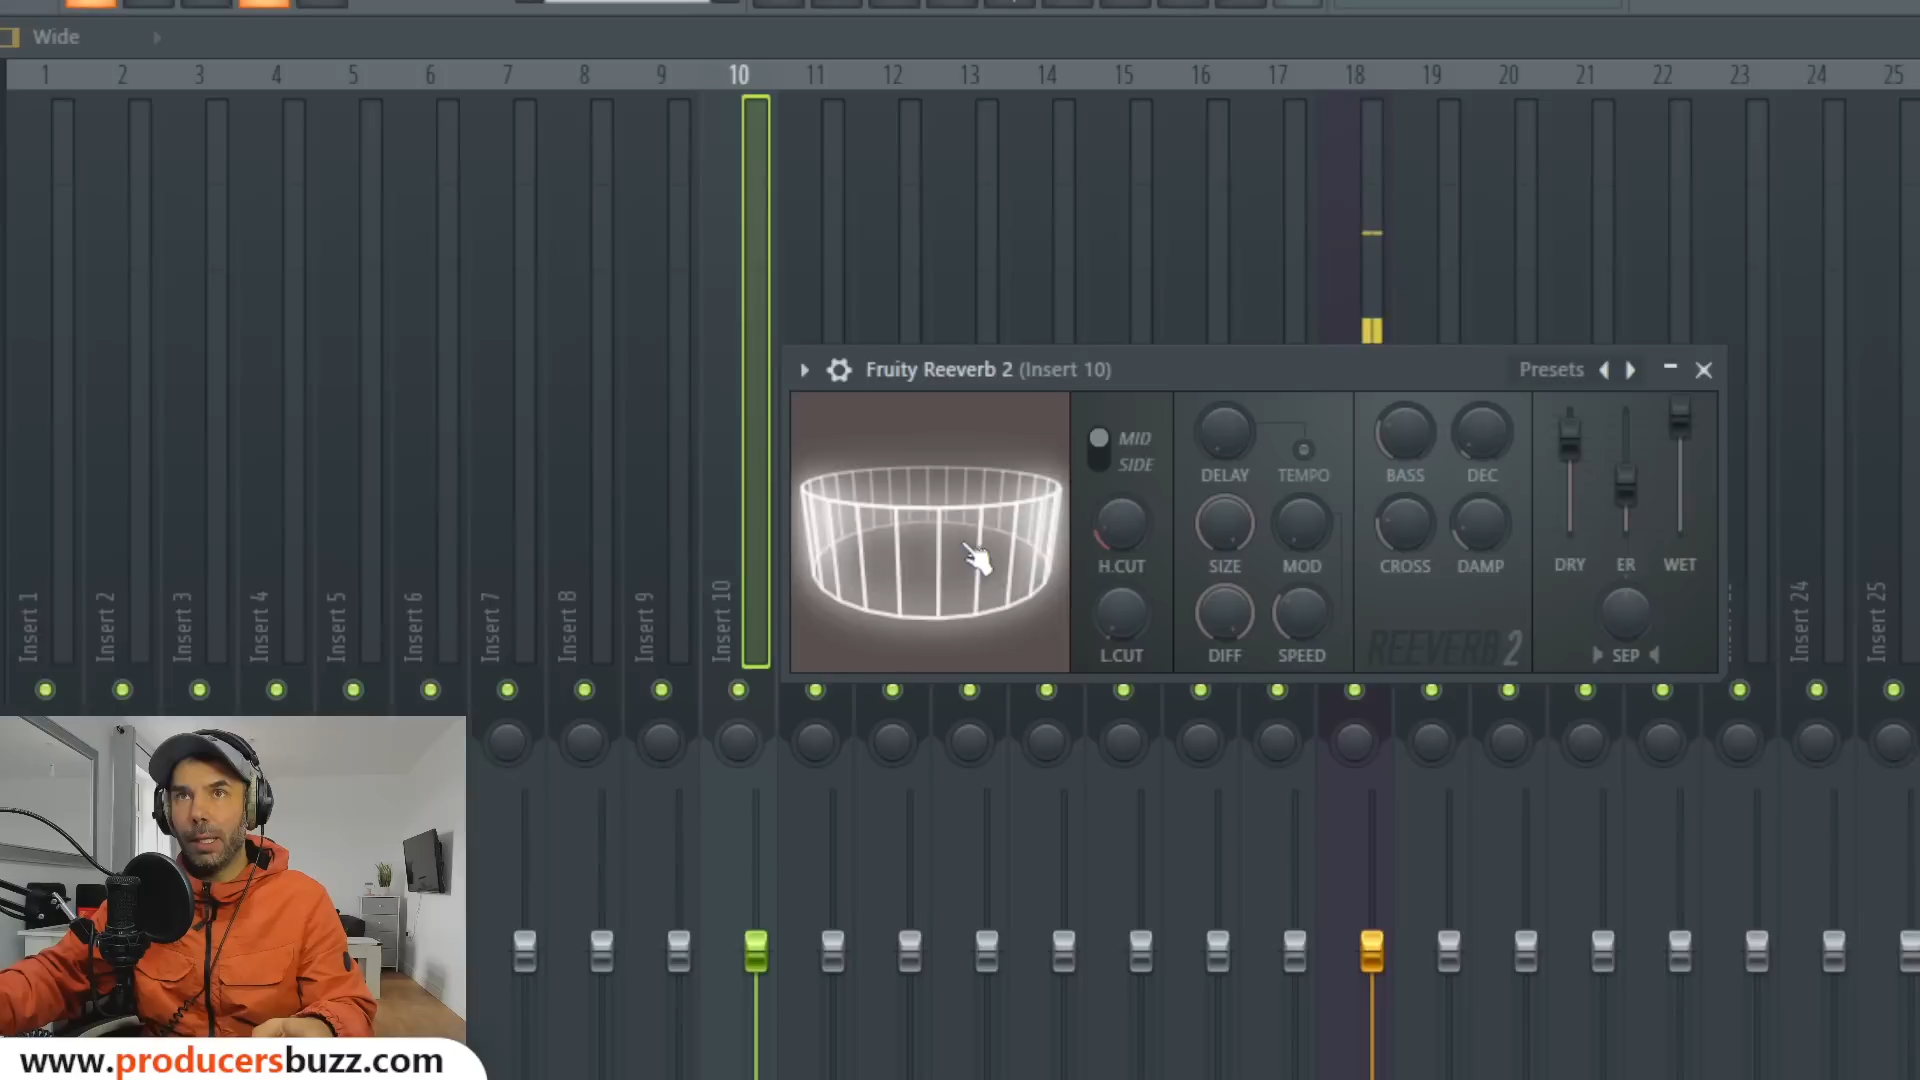 Wide
1 2 3 4 5 6 7 8 9 10 11 12 13 14 15 16 17 18 19 20 21 22 23 24 25
Fruity Reeverb 2 (Insert 10) Presets
MID
SIDE
H.CUT
L.CUT
DELAY TEMPO
SIZE MOD
DIFF SPEED
BASS DEC
CROSS DAMP
REEVERB 2
DRY ER WET
SEP
Insert 1
Insert 2
Insert 3
Insert 4
Insert 5
Insert 6
Insert 7
Insert 8
Insert 9
Insert 10
Insert 24
Insert 25
www.producersbuzz.com